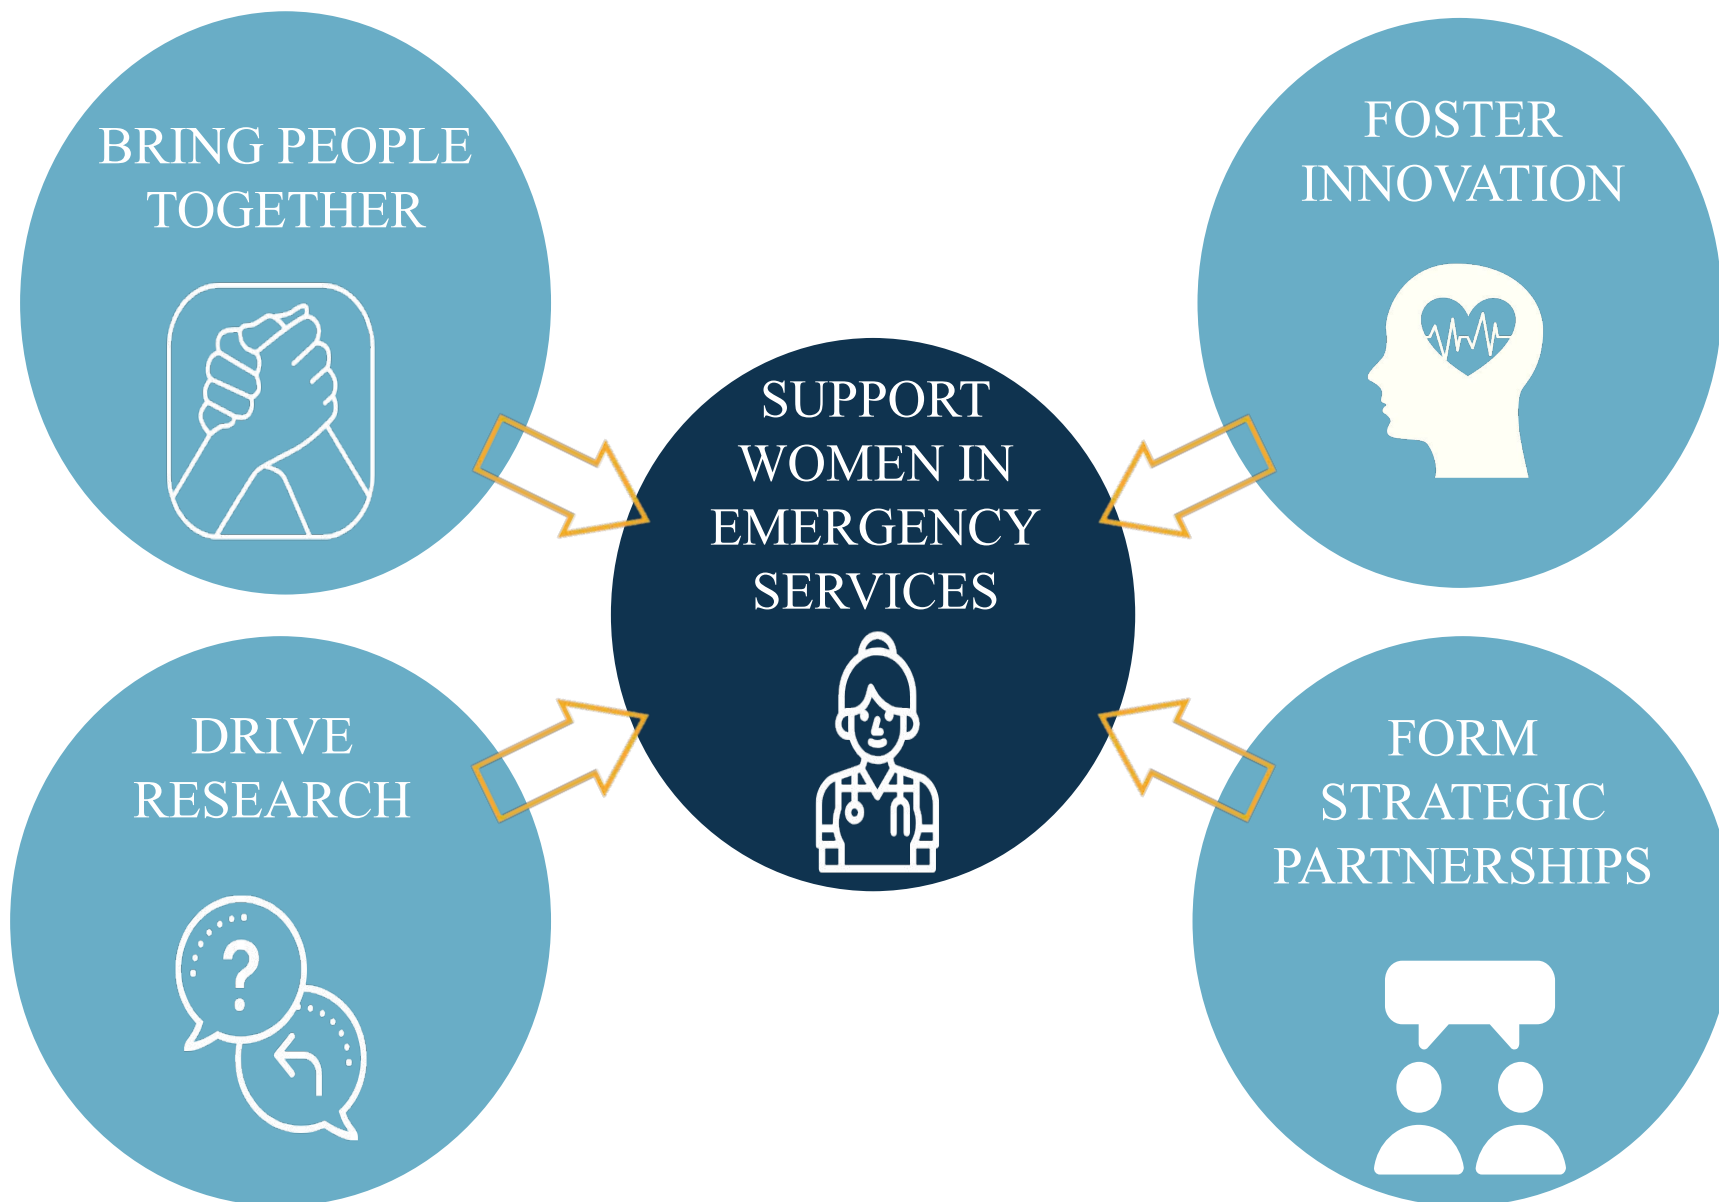 BRING PEOPLE
TOGETHER
FOSTER
INNOVATION
SUPPORT
WOMEN IN
EMERGENCY
SERVICES
DRIVE
RESEARCH
?
FORM
STRATEGIC
PARTNERSHIPS